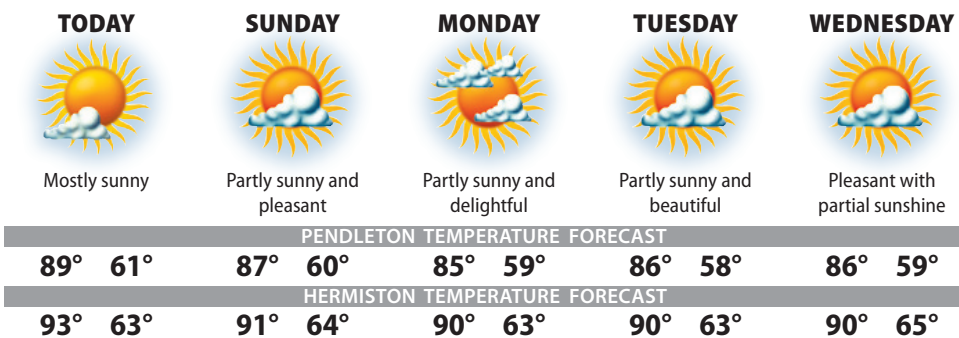 TODAY SUNDAY MONDAY TUESDAY WEDNESDAY
Mostly sunny
Partly sunny and
pleasant
Partly sunny and
delightful
Partly sunny and
beautiful
Pleasant with
partial sunshine
PENDLETON TEMPERATURE FORECAST
89° 61° 87° 60° 85° 59° 86° 58° 86° 59°
HERMISTON TEMPERATURE FORECAST
93° 63° 91° 64° 90° 63° 90° 63° 90° 65°